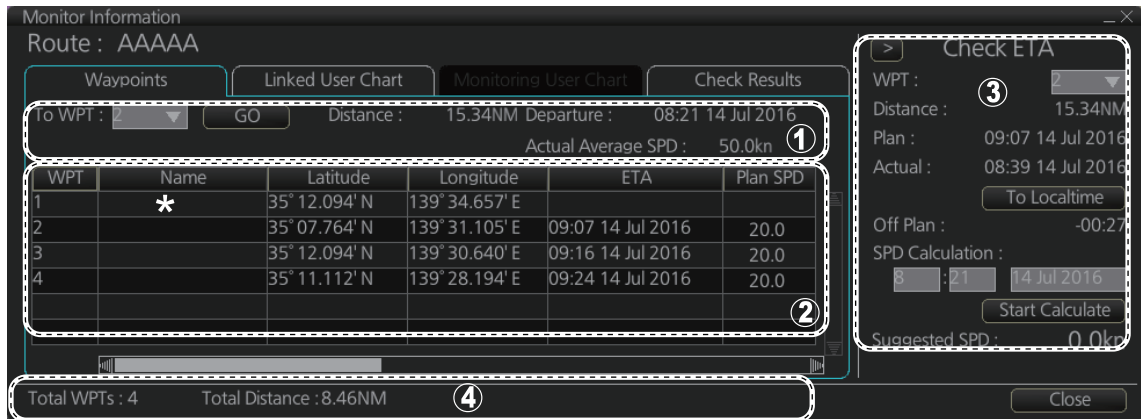 Monitor Information
Route : AAAAA
Waypoints Linked User Chart Monitoring User Chart Check Results
To WPT : 2 GO Distance : 15.34NM Departure : 08:21 14 Jul 2016
Actual Average SPD : 50.0kn 1
WPT Name Latitude Longitude ETA Plan SPD
1 * 35° 12.094' N 139° 34.657' E
2 35° 07.764' N 139° 31.105' E 09:07 14 Jul 2016 20.0
3 35° 12.094' N 139° 30.640' E 09:16 14 Jul 2016 20.0
4 35° 11.112' N 139° 28.194' E 09:24 14 Jul 2016 20.0
2
> Check ETA
WPT : 2
3
Distance : 15.34NM
Plan : 09:07 14 Jul 2016
Actual : 08:39 14 Jul 2016
To Localtime
Off Plan : -00:27
SPD Calculation :
8 :21 14 Jul 2016
Start Calculate
Suggested SPD : 0.0kn
Total WPTs : 4 Total Distance : 8.46NM 4
Close